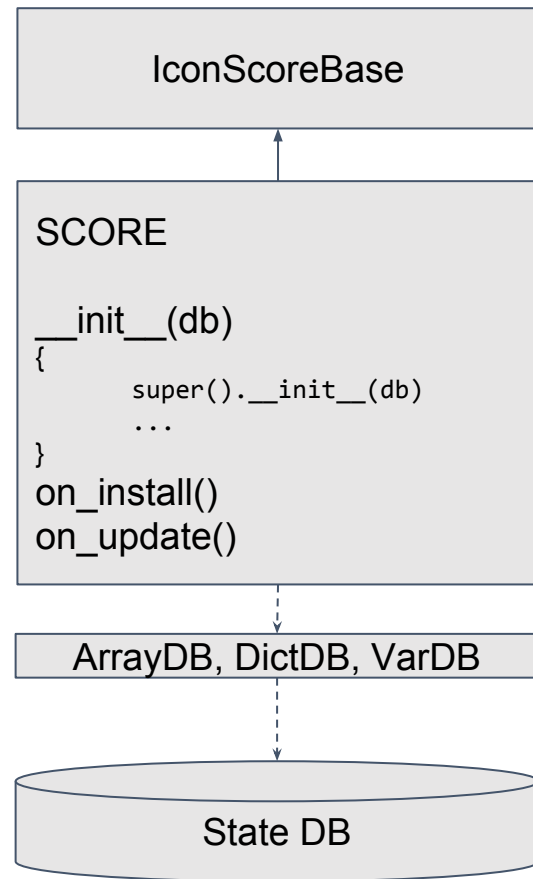 IconScoreBase
SCORE
__init__(db)
{
super().__init__(db)
...
}
on_install()
on_update()
ArrayDB, DictDB, VarDB
State DB